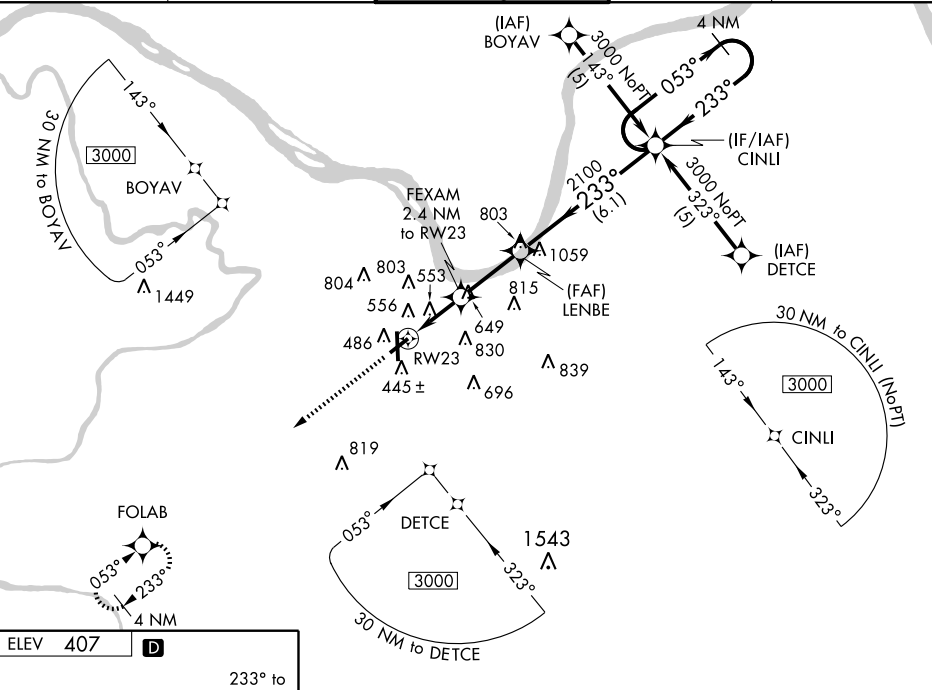 (IAF)
BOYAV
4 NM
3000 NoPT
143°
(5)
053°
233°
(IF/IAF)
CINLI
2100
233°
(6.1)
3000 NoPT
323°
(5)
(IAF)
DETCE
143°
30 NM to BOYAV
3000
BOYAV
053°
1449
FEXAM
2.4 NM
to RW23
803
1059
(FAF)
LENBE
804
803
553
815
556
649
486
RW23
830
445 ±
839
696
30 NM to CINLI (NoPT)
143°
3000
CINLI
323°
819
FOLAB
053°
233°
4 NM
053°
DETCE
323°
3000
30 NM to DETCE
1543
ELEV 407
D
233° to